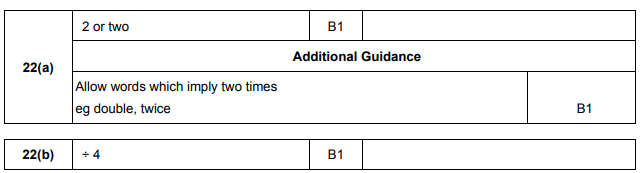 22(a)
2 or two B1
Additional Guidance
Allow words which imply two times
eg double, twice B1
22(b) ÷ 4 B1